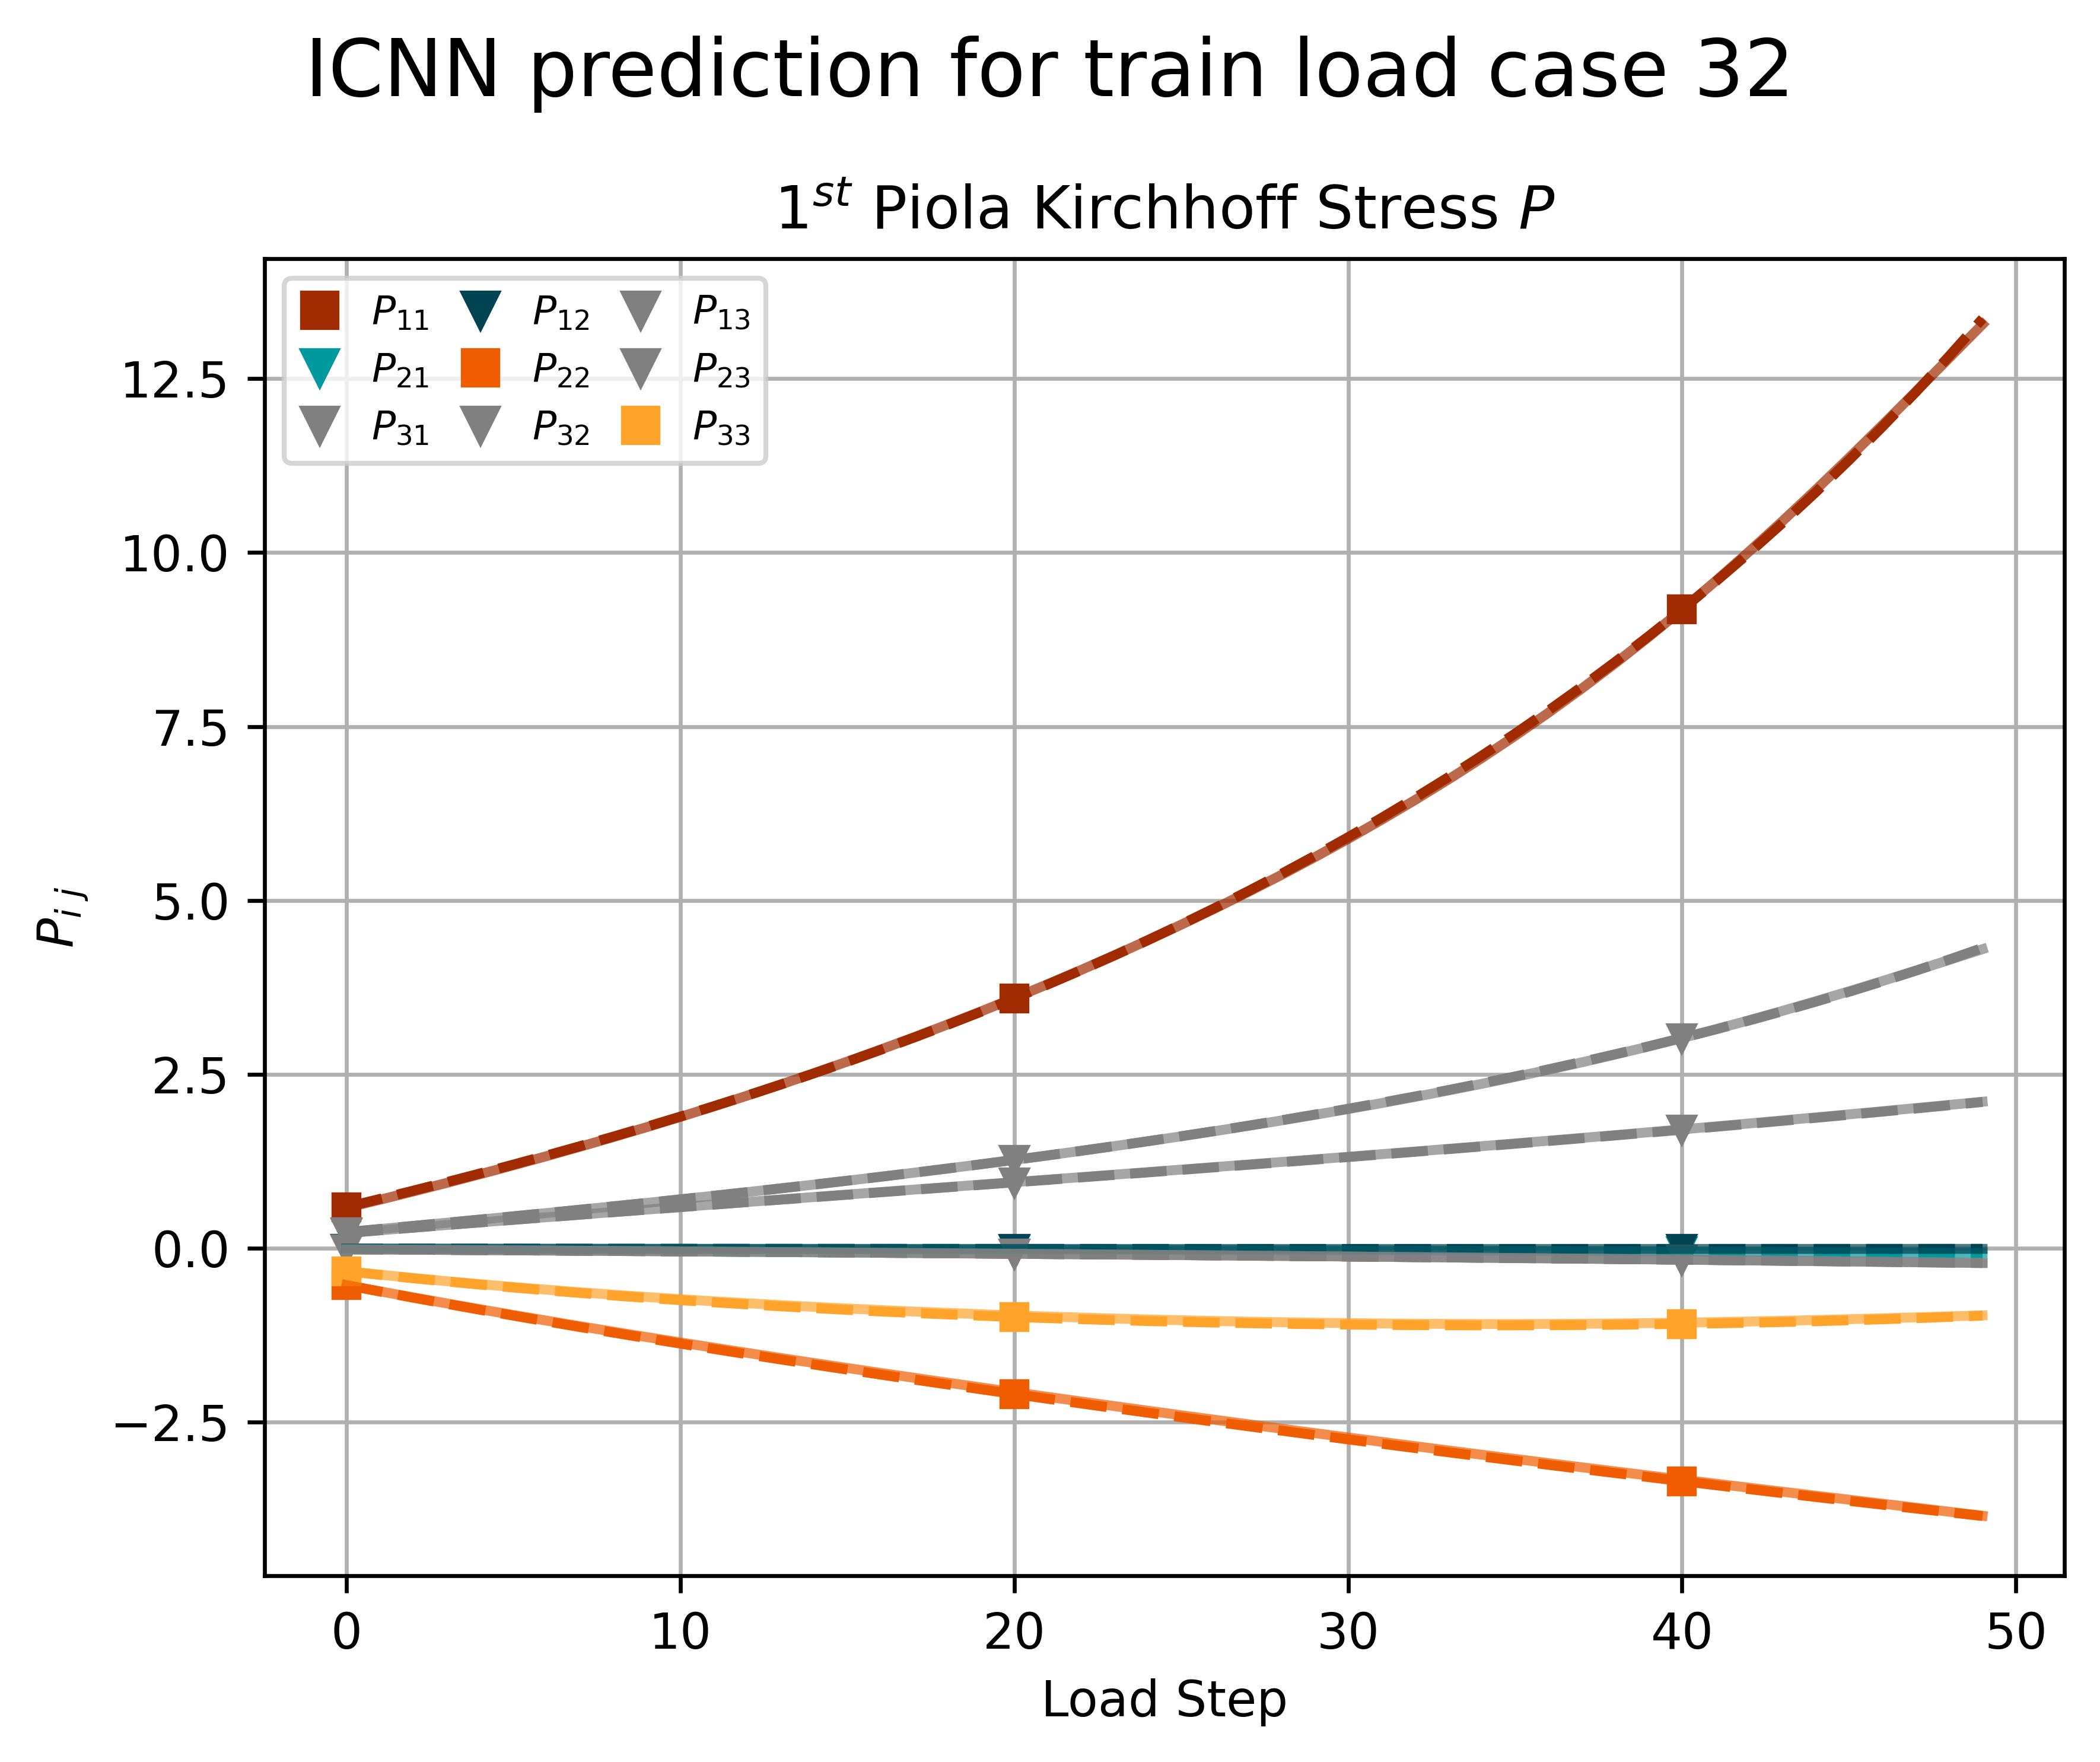 ICNN prediction for train load case 32
1st Piola Kirchhoff Stress P
P11 P12 P13
P21 P22 P23
P31 P32 P33
12.5
10.0
7.5
5.0
2.5
0.0
−2.5
Pij
0 10 20 30 40 50
Load Step